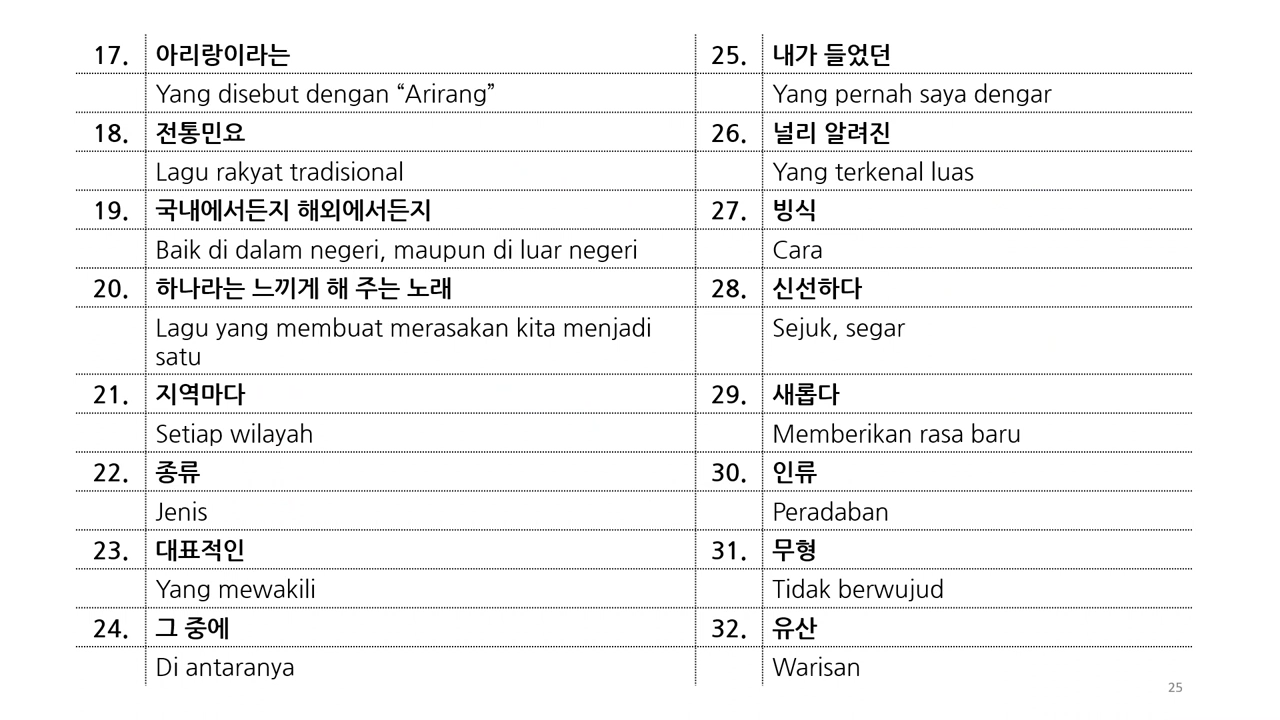 17. 아리랑이라는
Yang disebut dengan “Arirang”
18. 전통민요
Lagu rakyat tradisional
19. 국내에서든지 해외에서든지
Baik di dalam negeri, maupun di luar negeri
20. 하나라는 느끼게 해 주는 노래
Lagu yang membuat merasakan kita menjadi
satu
21. 지역마다
Setiap wilayah
22. 종류
Jenis
23. 대표적인
Yang mewakili
24. 그 중에
Di antaranya
25. 내가 들었던
Yang pernah saya dengar
26. 널리 알려진
Yang terkenal luas
27. 빙식
Cara
28. 신선하다
Sejuk, segar
29. 새롭다
Memberikan rasa baru
30. 인류
Peradaban
31. 무형
Tidak berwujud
32. 유산
Warisan
25